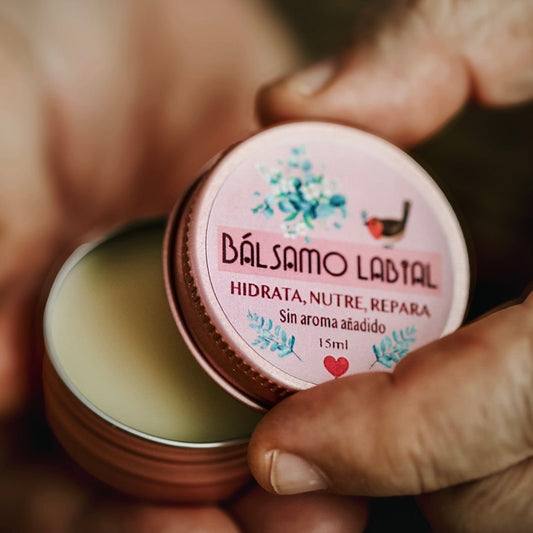 BÁLSAMO LABIAL
HIDRATA, NUTRE, REPARA
Sin aroma añadido
15ml